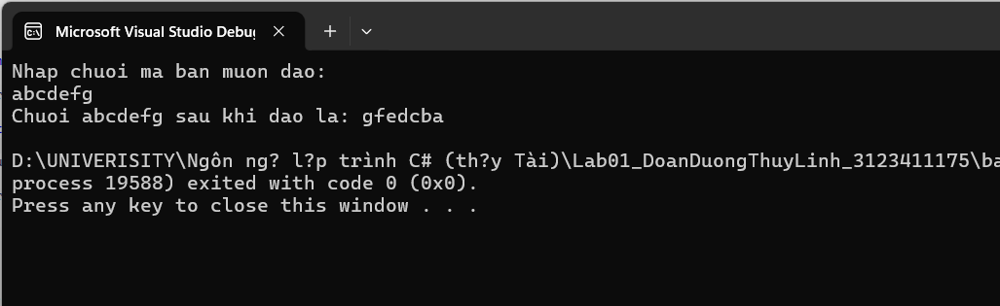 Microsoft Visual Studio Debu
Nhap chuoi ma ban muon dao:
abcdefg
Chuoi abcdefg sau khi dao la: gfedcba
D:\UNIVERISITY\Ngôn ng? l?p trình C# (th?y Tài)\Lab01_DoanDuongThuyLinh_3123411175\ba
process 19588) exited with code 0 (0x0).
Press any key to close this window . . .